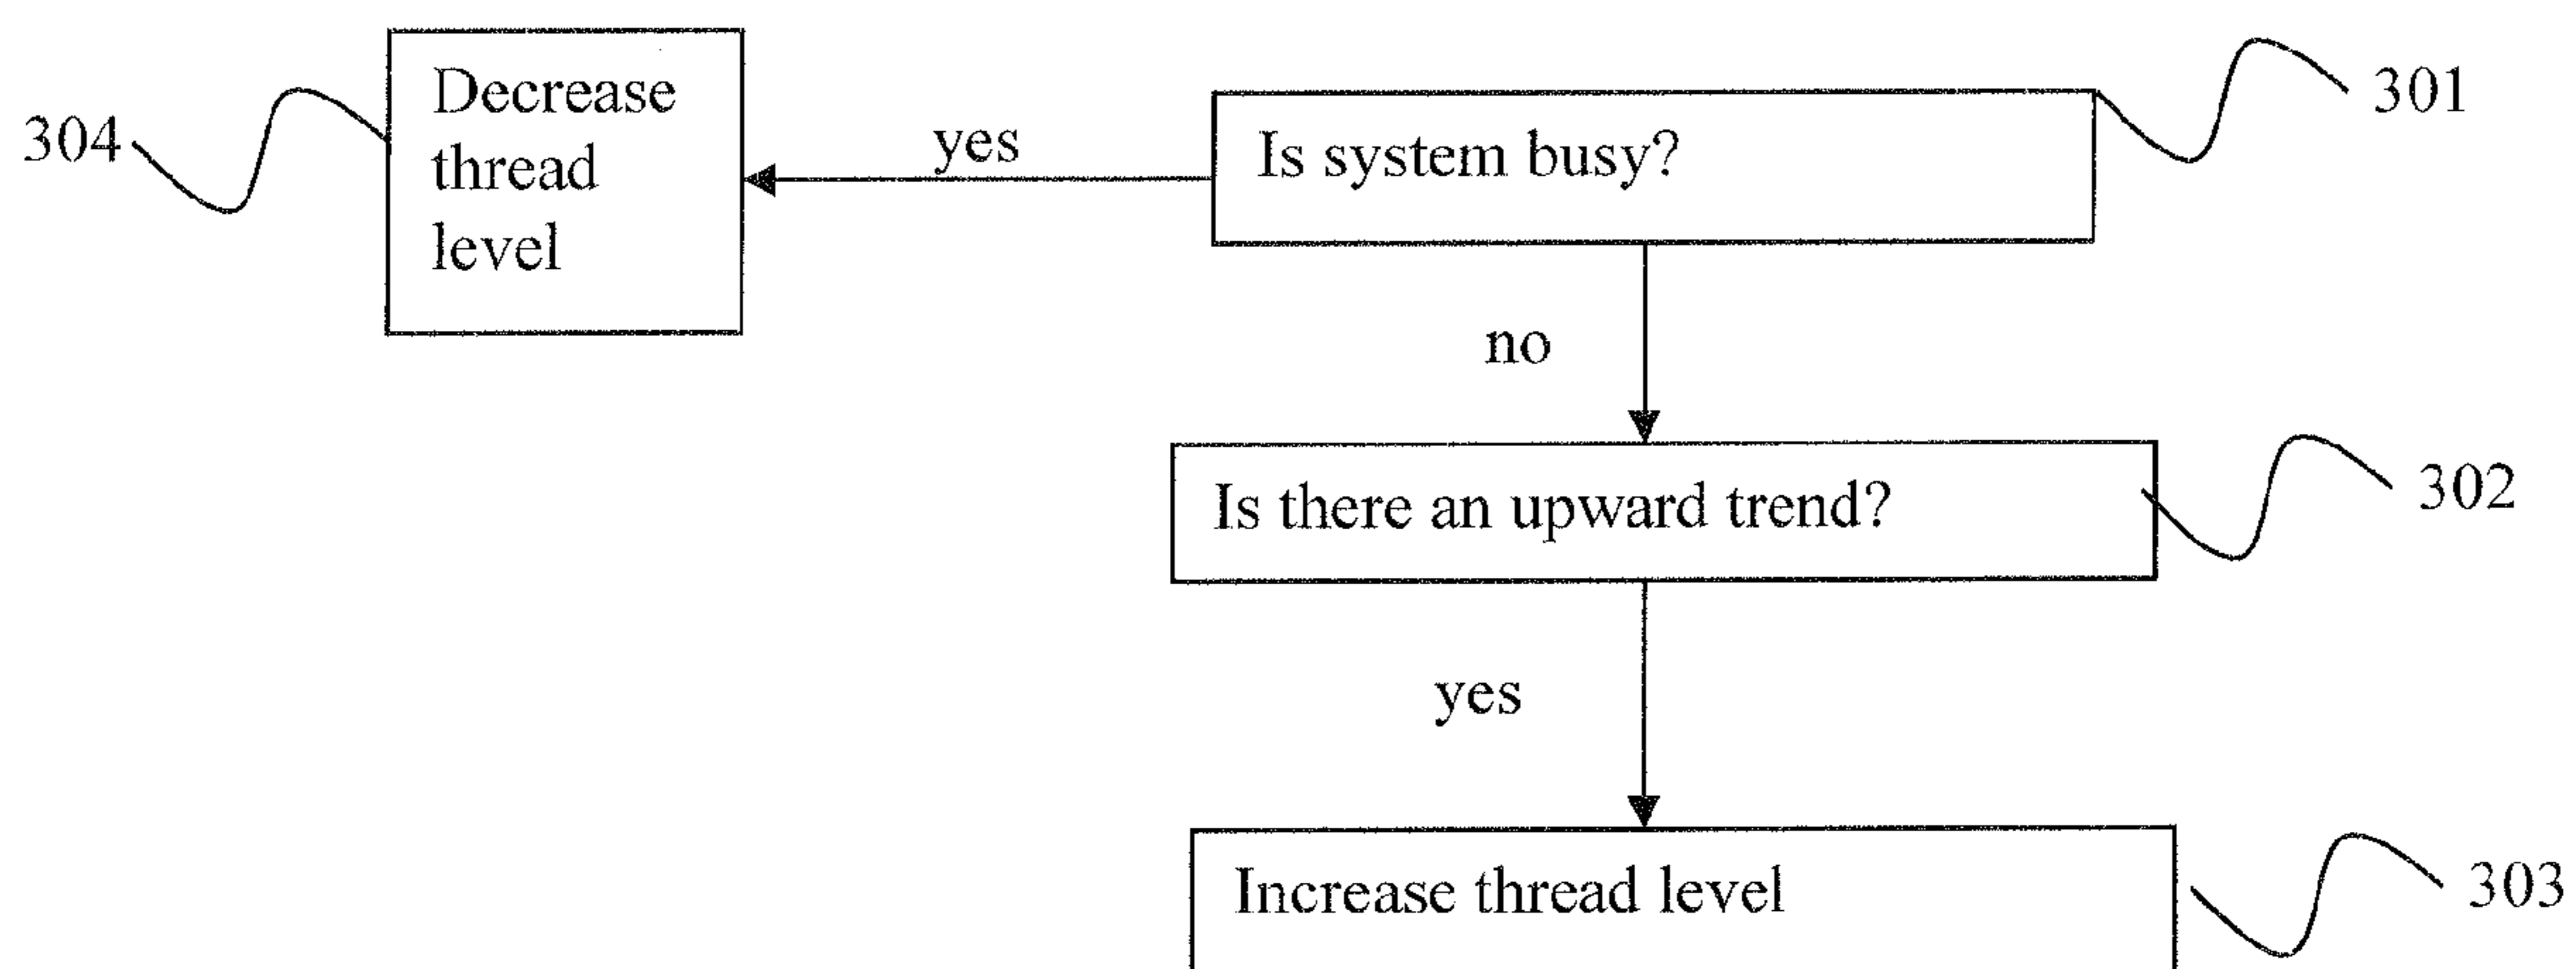 Decrease
thread
level
304
yes
Is system busy?
301
no
Is there an upward trend?
302
yes
Increase thread level
303